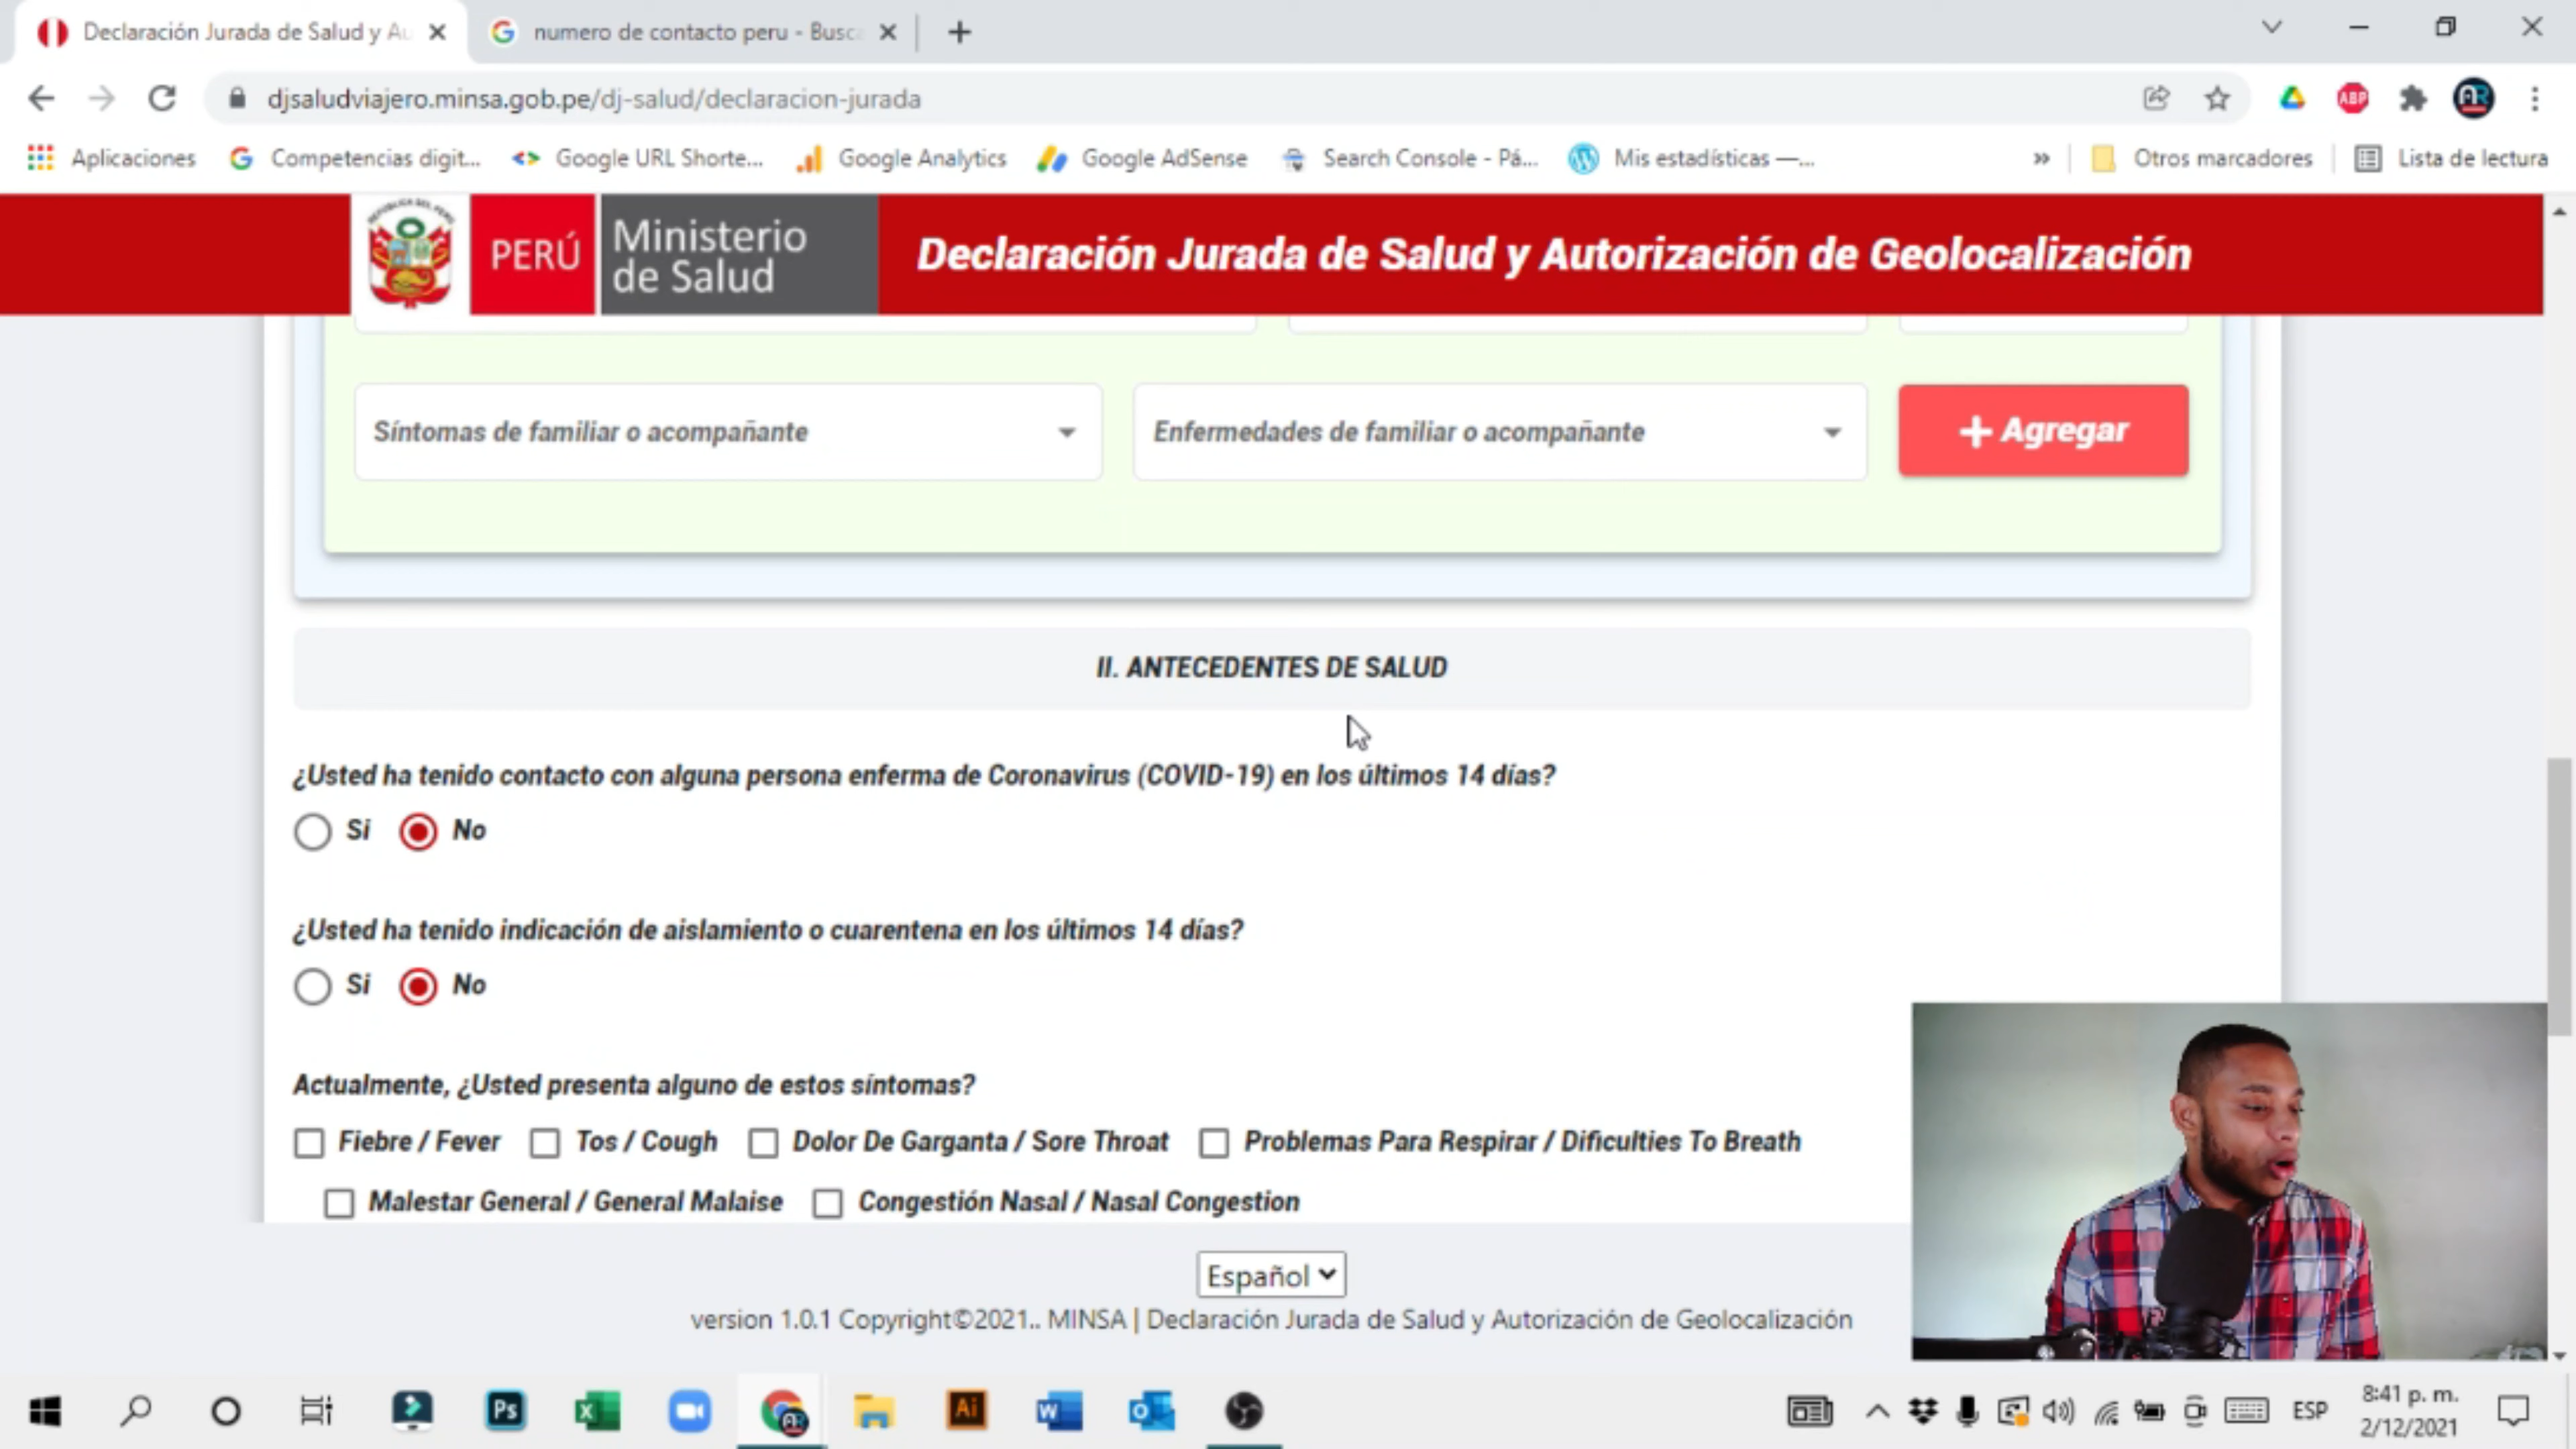 Declaración Jurada de Salud y Au
numero de contacto peru - Busc
djsaludviajero.minsa.gob.pe/dj-salud/declaracion-jurada
ABP
AR
Aplicaciones
Competencias digit...
Google URL Shorte...
Google Analytics
Google AdSense
Search Console - Pá...
Mis estadísticas —...
»
Otros marcadores
Lista de lectura
PERÚ
Ministerio
de Salud
Declaración Jurada de Salud y Autorización de Geolocalización
Síntomas de familiar o acompañante
Enfermedades de familiar o acompañante
+ Agregar
II. ANTECEDENTES DE SALUD
¿Usted ha tenido contacto con alguna persona enferma de Coronavirus (COVID-19) en los últimos 14 días?
Si No
¿Usted ha tenido indicación de aislamiento o cuarentena en los últimos 14 días?
Si No
Actualmente, ¿Usted presenta alguno de estos síntomas?
Fiebre / Fever Tos / Cough Dolor De Garganta / Sore Throat Problemas Para Respirar / Dificulties To Breath
Malestar General / General Malaise Congestión Nasal / Nasal Congestion
Español
version 1.0.1 Copyright©2021.. MINSA | Declaración Jurada de Salud y Autorización de Geolocalización
Ps
X
AR
Ai
W
O
ESP
8:41 p. m.
2/12/2021